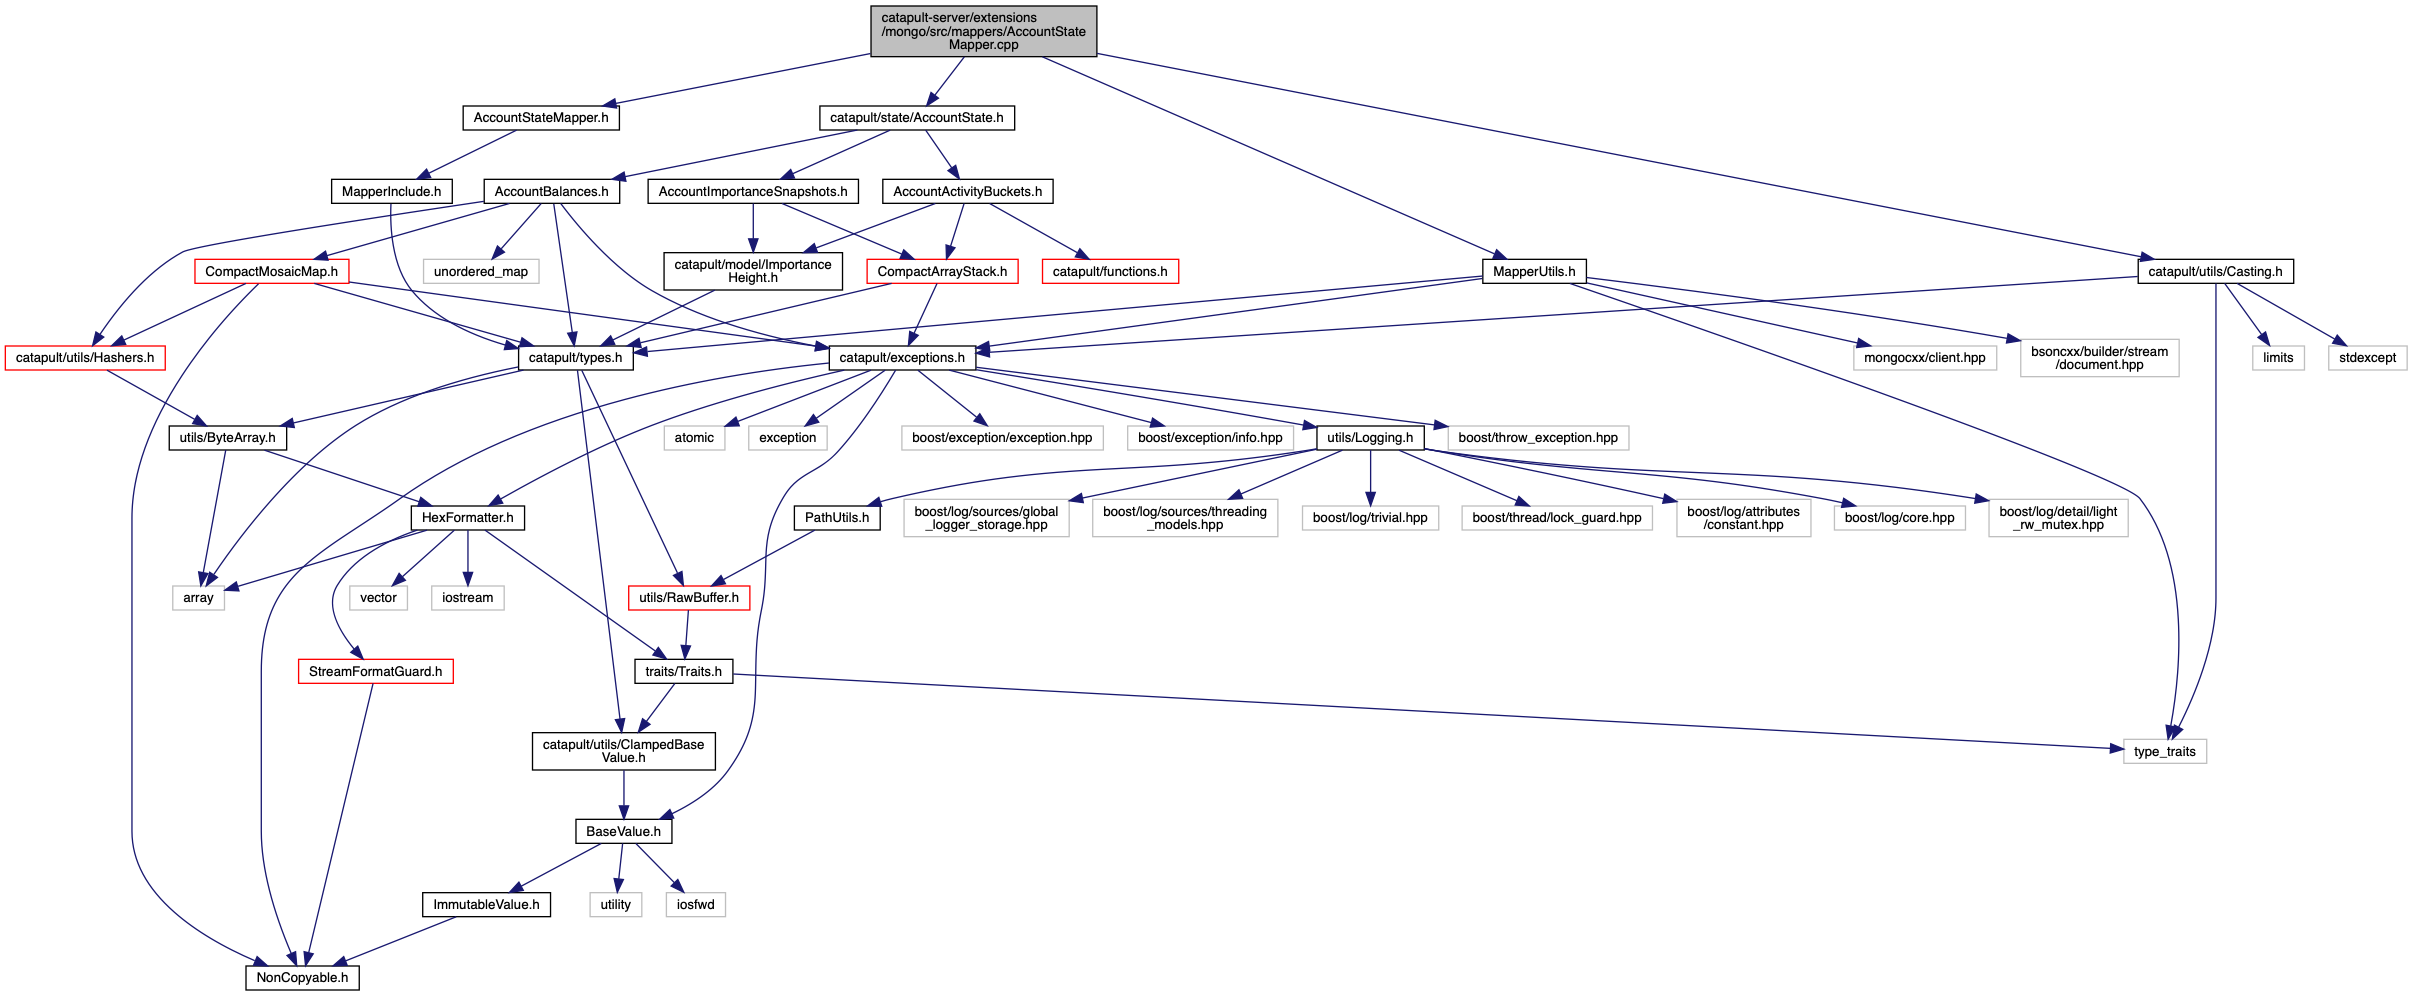 catapult-server/extensions
/mongo/src/mappers/AccountState
Mapper.cpp
AccountStateMapper.h
catapult/state/AccountState.h
MapperInclude.h
AccountBalances.h
AccountImportanceSnapshots.h
AccountActivityBuckets.h
CompactMosaicMap.h
unordered_map
catapult/model/Importance
Height.h
CompactArrayStack.h
catapult/functions.h
MapperUtils.h
catapult/utils/Casting.h
catapult/utils/Hashers.h
catapult/types.h
catapult/exceptions.h
mongocxx/client.hpp
bsoncxx/builder/stream
/document.hpp
limits
stdexcept
utils/ByteArray.h
atomic
exception
boost/exception/exception.hpp
boost/exception/info.hpp
utils/Logging.h
boost/throw_exception.hpp
HexFormatter.h
PathUtils.h
boost/log/sources/global
_logger_storage.hpp
boost/log/sources/threading
_models.hpp
boost/log/trivial.hpp
boost/thread/lock_guard.hpp
boost/log/attributes
/constant.hpp
boost/log/core.hpp
boost/log/detail/light
_rw_mutex.hpp
array
vector
iostream
utils/RawBuffer.h
StreamFormatGuard.h
traits/Traits.h
catapult/utils/ClampedBase
Value.h
type_traits
BaseValue.h
ImmutableValue.h
utility
iosfwd
NonCopyable.h